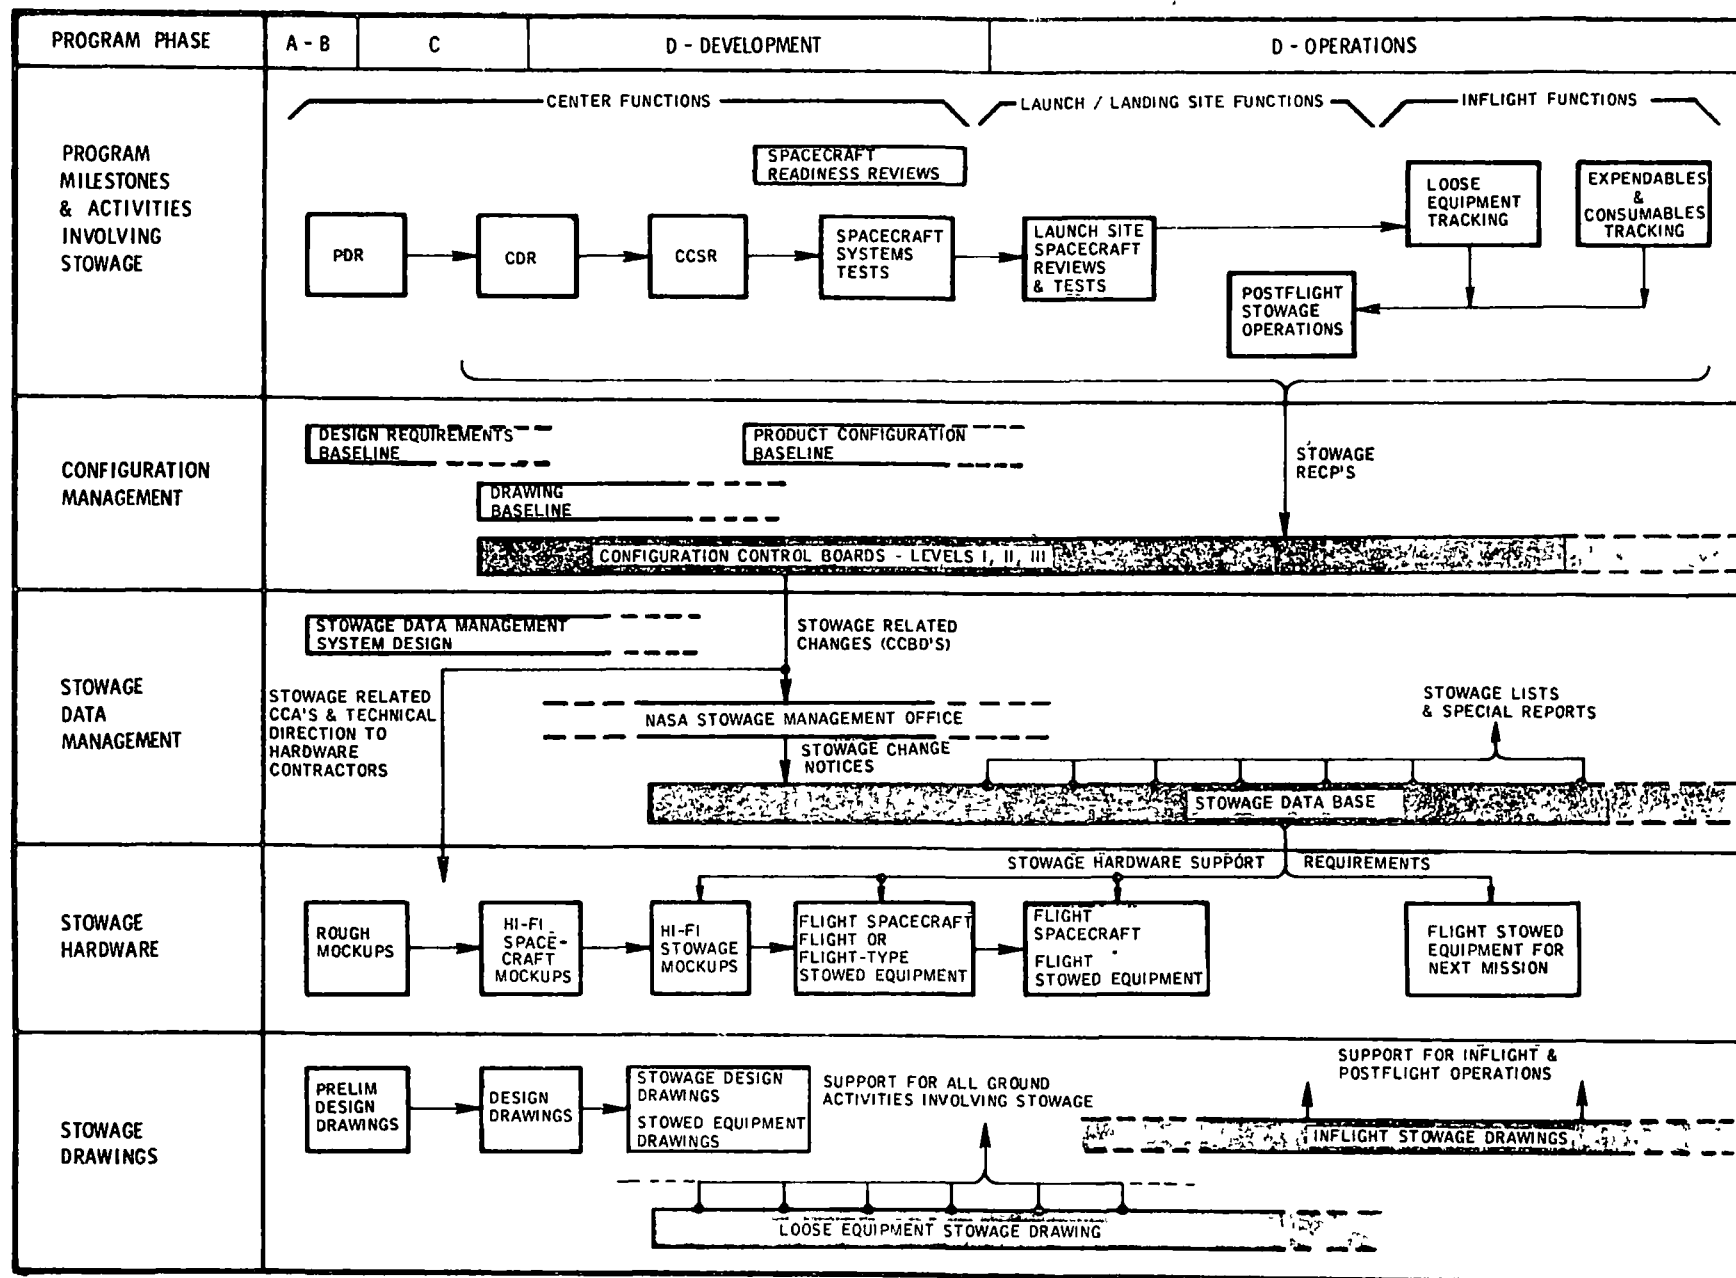 PROGRAM PHASE
A - B
C
D - DEVELOPMENT
D - OPERATIONS
PROGRAM
MILESTONES
& ACTIVITIES
INVOLVING
STOWAGE
CENTER FUNCTIONS
LAUNCH / LANDING SITE FUNCTIONS
INFLIGHT FUNCTIONS
SPACECRAFT
READINESS REVIEWS
PDR
CDR
CCSR
SPACECRAFT
SYSTEMS
TESTS
LAUNCH SITE
SPACECRAFT
REVIEWS
& TESTS
LOOSE
EQUIPMENT
TRACKING
EXPENDABLES
&
CONSUMABLES
TRACKING
POSTFLIGHT
STOWAGE
OPERATIONS
CONFIGURATION
MANAGEMENT
DESIGN REQUIREMENTS
BASELINE
PRODUCT CONFIGURATION
BASELINE
DRAWING
BASELINE
STOWAGE
RECP'S
CONFIGURATION CONTROL BOARDS - LEVELS I, II, III
STOWAGE
DATA
MANAGEMENT
STOWAGE DATA MANAGEMENT
SYSTEM DESIGN
STOWAGE RELATED
CHANGES (CCBD'S)
STOWAGE RELATED
CCA'S & TECHNICAL
DIRECTION TO
HARDWARE
CONTRACTORS
NASA STOWAGE MANAGEMENT OFFICE
STOWAGE CHANGE
NOTICES
STOWAGE LISTS
& SPECIAL REPORTS
STOWAGE DATA BASE
STOWAGE
HARDWARE
STOWAGE HARDWARE SUPPORT REQUIREMENTS
ROUGH
MOCKUPS
HI-FI
SPACE-
CRAFT
MOCKUPS
HI-FI
STOWAGE
MOCKUPS
FLIGHT SPACECRAFT
FLIGHT OR
FLIGHT-TYPE
STOWED EQUIPMENT
FLIGHT
SPACECRAFT
FLIGHT
STOWED EQUIPMENT
FLIGHT STOWED
EQUIPMENT FOR
NEXT MISSION
STOWAGE
DRAWINGS
PRELIM
DESIGN
DRAWINGS
DESIGN
DRAWINGS
STOWAGE DESIGN
DRAWINGS
STOWED EQUIPMENT
DRAWINGS
SUPPORT FOR ALL GROUND
ACTIVITIES INVOLVING STOWAGE
SUPPORT FOR INFLIGHT &
POSTFLIGHT OPERATIONS
INFLIGHT STOWAGE DRAWINGS
LOOSE EQUIPMENT STOWAGE DRAWING